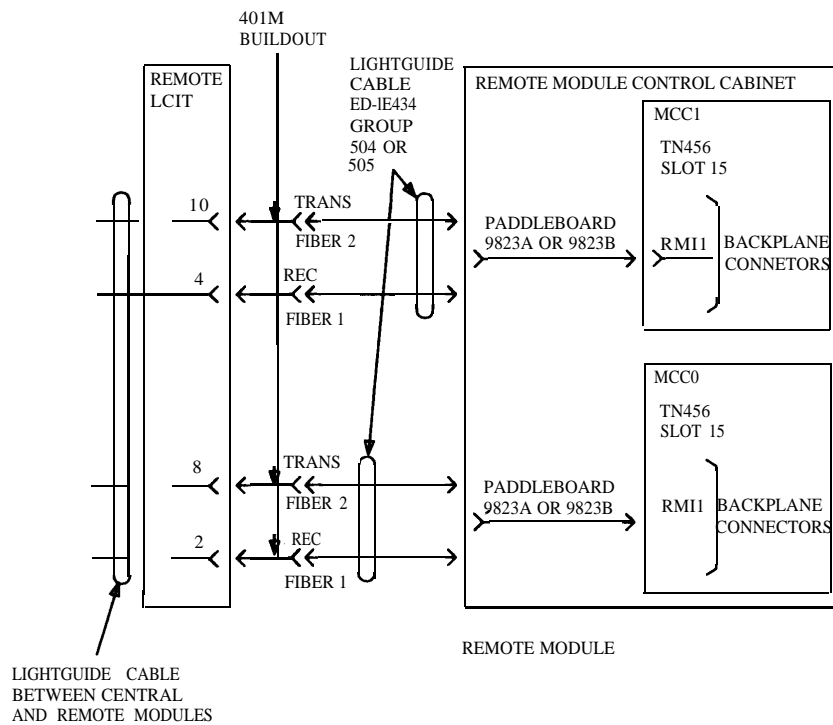 401M
BUILDOUT
LIGHTGUIDE
CABLE
ED-lE434
GROUP
504 OR
505
REMOTE
LCIT
REMOTE MODULE CONTROL CABINET
MCC1
TN456
SLOT 15
10
TRANS
FIBER 2
PADDLEBOARD
9823A OR 9823B
RMI1
BACKPLANE
CONNETORS
4
REC
FIBER 1
MCC0
TN456
SLOT 15
8
TRANS
FIBER 2
PADDLEBOARD
9823A OR 9823B
RMI1
BACKPLANE
CONNECTORS
2
REC
FIBER 1
REMOTE MODULE
LIGHTGUIDE CABLE
BETWEEN CENTRAL
AND REMOTE MODULES